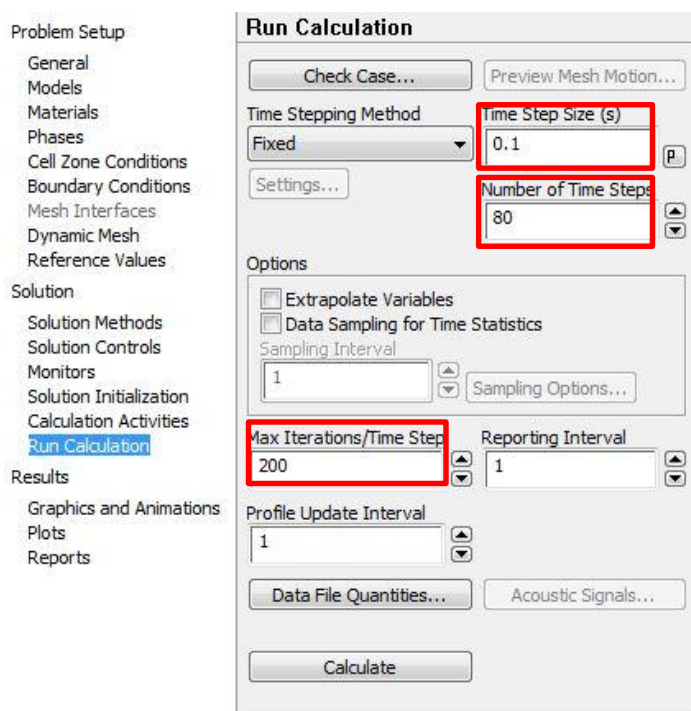 Problem Setup
General
Models
Materials
Phases
Cell Zone Conditions
Boundary Conditions
Mesh Interfaces
Dynamic Mesh
Reference Values
Solution
Solution Methods
Solution Controls
Monitors
Solution Initialization
Calculation Activities
Run Calculation
Results
Graphics and Animations
Plots
Reports
Run Calculation
Check Case... Preview Mesh Motion...
Time Stepping Method Time Step Size (s)
Fixed 0.1 P
Settings... Number of Time Steps
80
Options
Extrapolate Variables
Data Sampling for Time Statistics
Sampling Interval
1 Sampling Options...
Max Iterations/Time Step Reporting Interval
200 1
Profile Update Interval
1
Data File Quantities... Acoustic Signals...
Calculate